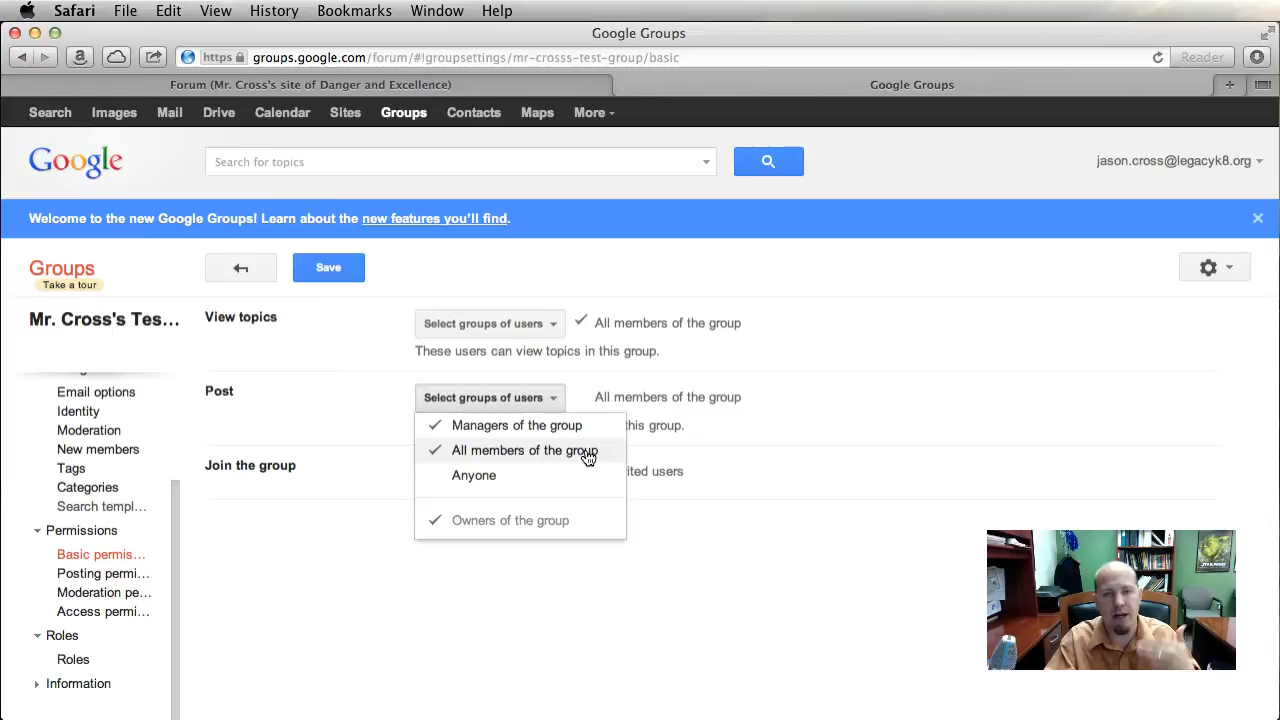 Safari File Edit View History Bookmarks Window Help
Google Groups
https groups.google.com/forum/#!groupsettings/mr-crosss-test-group/basic
Reader
Forum (Mr. Cross's site of Danger and Excellence)
Google Groups
Search Images Mail Drive Calendar Sites Groups Contacts Maps More
Google
Search for topics
jason.cross@legacyk8.org
Welcome to the new Google Groups! Learn about the new features you'll find.
Groups
Take a tour
Save
Mr. Cross's Tes...
View topics
Select groups of users
All members of the group
These users can view topics in this group.
Post
Select groups of users
All members of the group
Managers of the group
this group.
All members of the group
Anyone
Owners of the group
Join the group
ited users
Email options
Identity
Moderation
New members
Tags
Categories
Search templ...
Permissions
Basic permis...
Posting permi...
Moderation pe...
Access permi...
Roles
Roles
Information